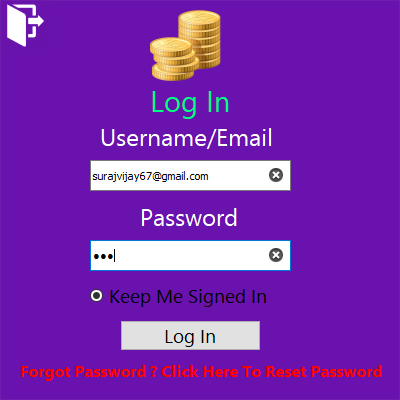 Log In
Username/Email
surajvijay67@gmail.com
Password
•••
Keep Me Signed In
Log In
Forgot Password ? Click Here To Reset Password